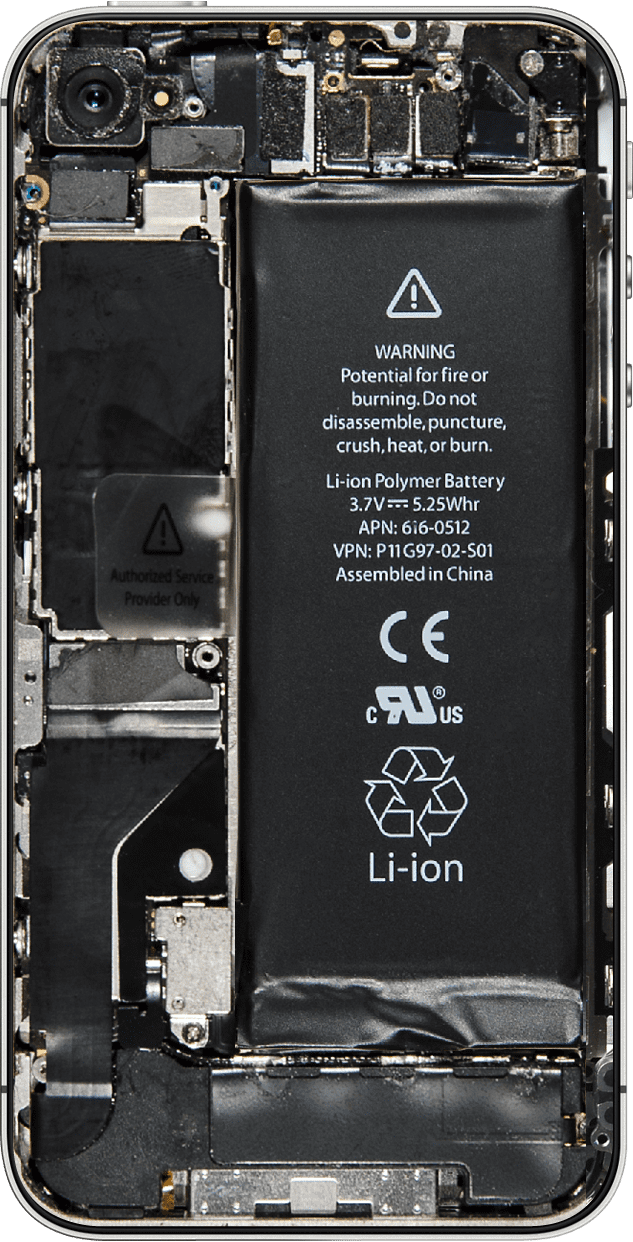 WARNING
Potential for fire or
burning. Do not
disassemble, puncture,
crush, heat, or burn.
Li-ion Polymer Battery
3.7V⎓ 5.25Whr
APN: 616-0512
VPN: P11G97-02-S01
Assembled in China
Authorized Service
Provider Only
CE
c RU® US
Li-ion